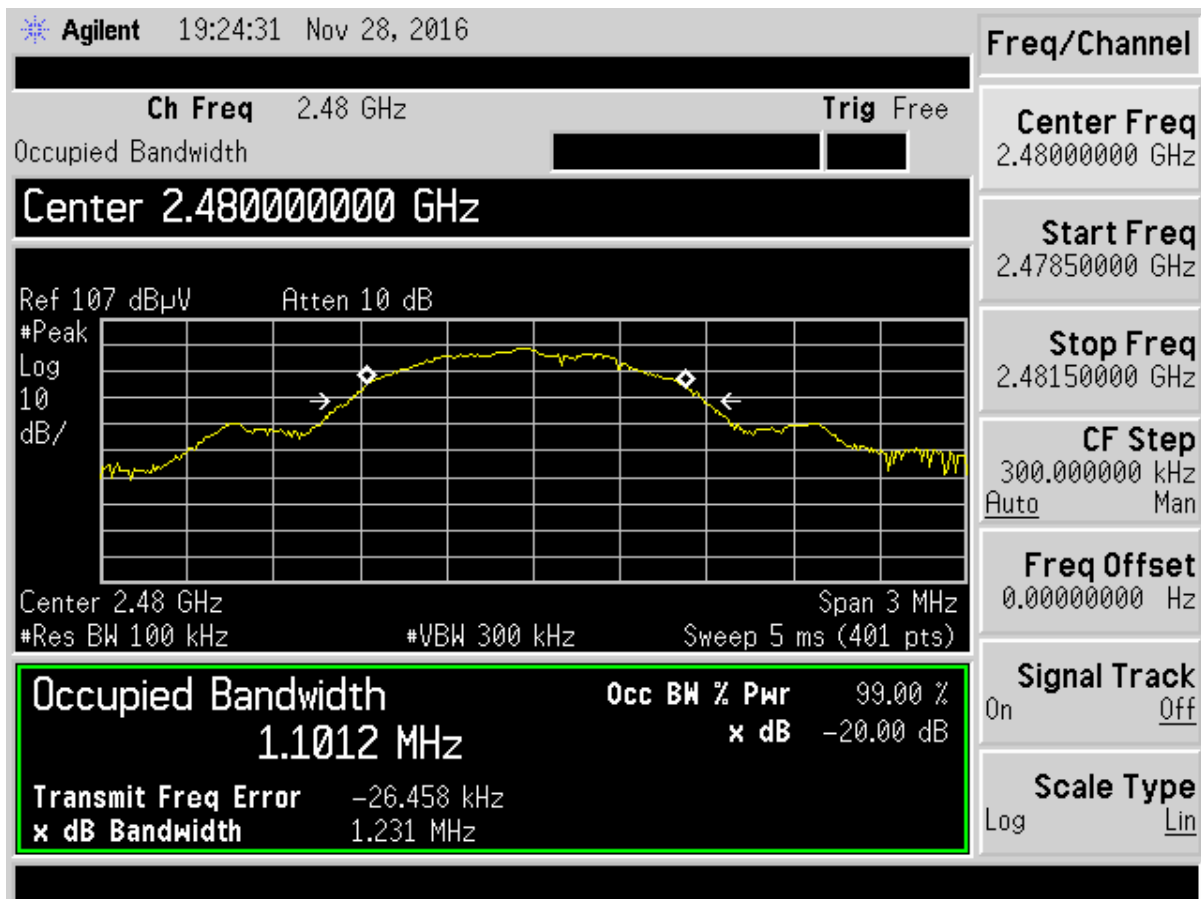 Agilent 19:24:31 Nov 28, 2016
Freq/Channel
Ch Freq 2.48 GHz Trig Free
Occupied Bandwidth
Center 2.480000000 GHz
Ref 107 dBµV Atten 10 dB
#Peak
Log
10
dB/
Center 2.48 GHz Span 3 MHz
#Res BW 100 kHz #VBW 300 kHz Sweep 5 ms (401 pts)
Occupied Bandwidth Occ BW % Pwr 99.00 %
1.1012 MHz x dB -20.00 dB
Transmit Freq Error -26.458 kHz
x dB Bandwidth 1.231 MHz
Center Freq
2.48000000 GHz
Start Freq
2.47850000 GHz
Stop Freq
2.48150000 GHz
CF Step
300.000000 kHz
Auto Man
Freq Offset
0.00000000 Hz
Signal Track
On Off
Scale Type
Log Lin